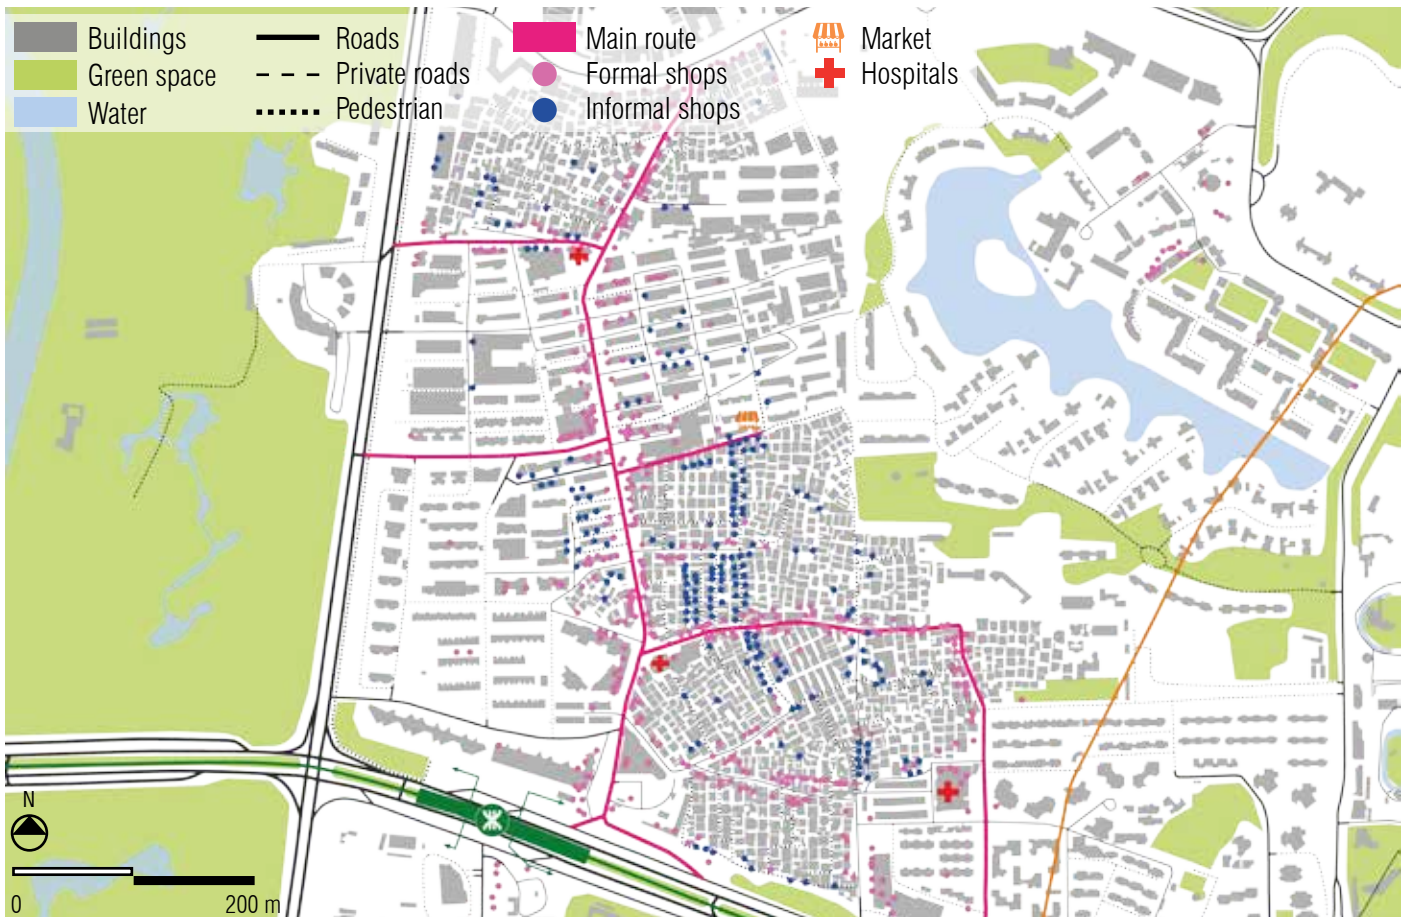 Buildings
Green space
Water
Roads
Private roads
Pedestrian
Main route
Formal shops
Informal shops
Market
Hospitals
N
0 200 m